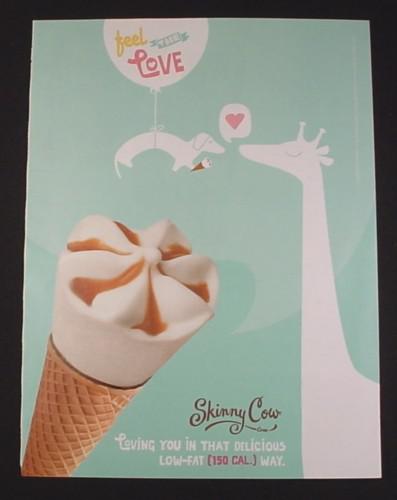 feel
THE
LOVE
Skinny Cow
LOVING YOU IN THAT DELICIOUS
LOW-FAT (150 CAL.) WAY.